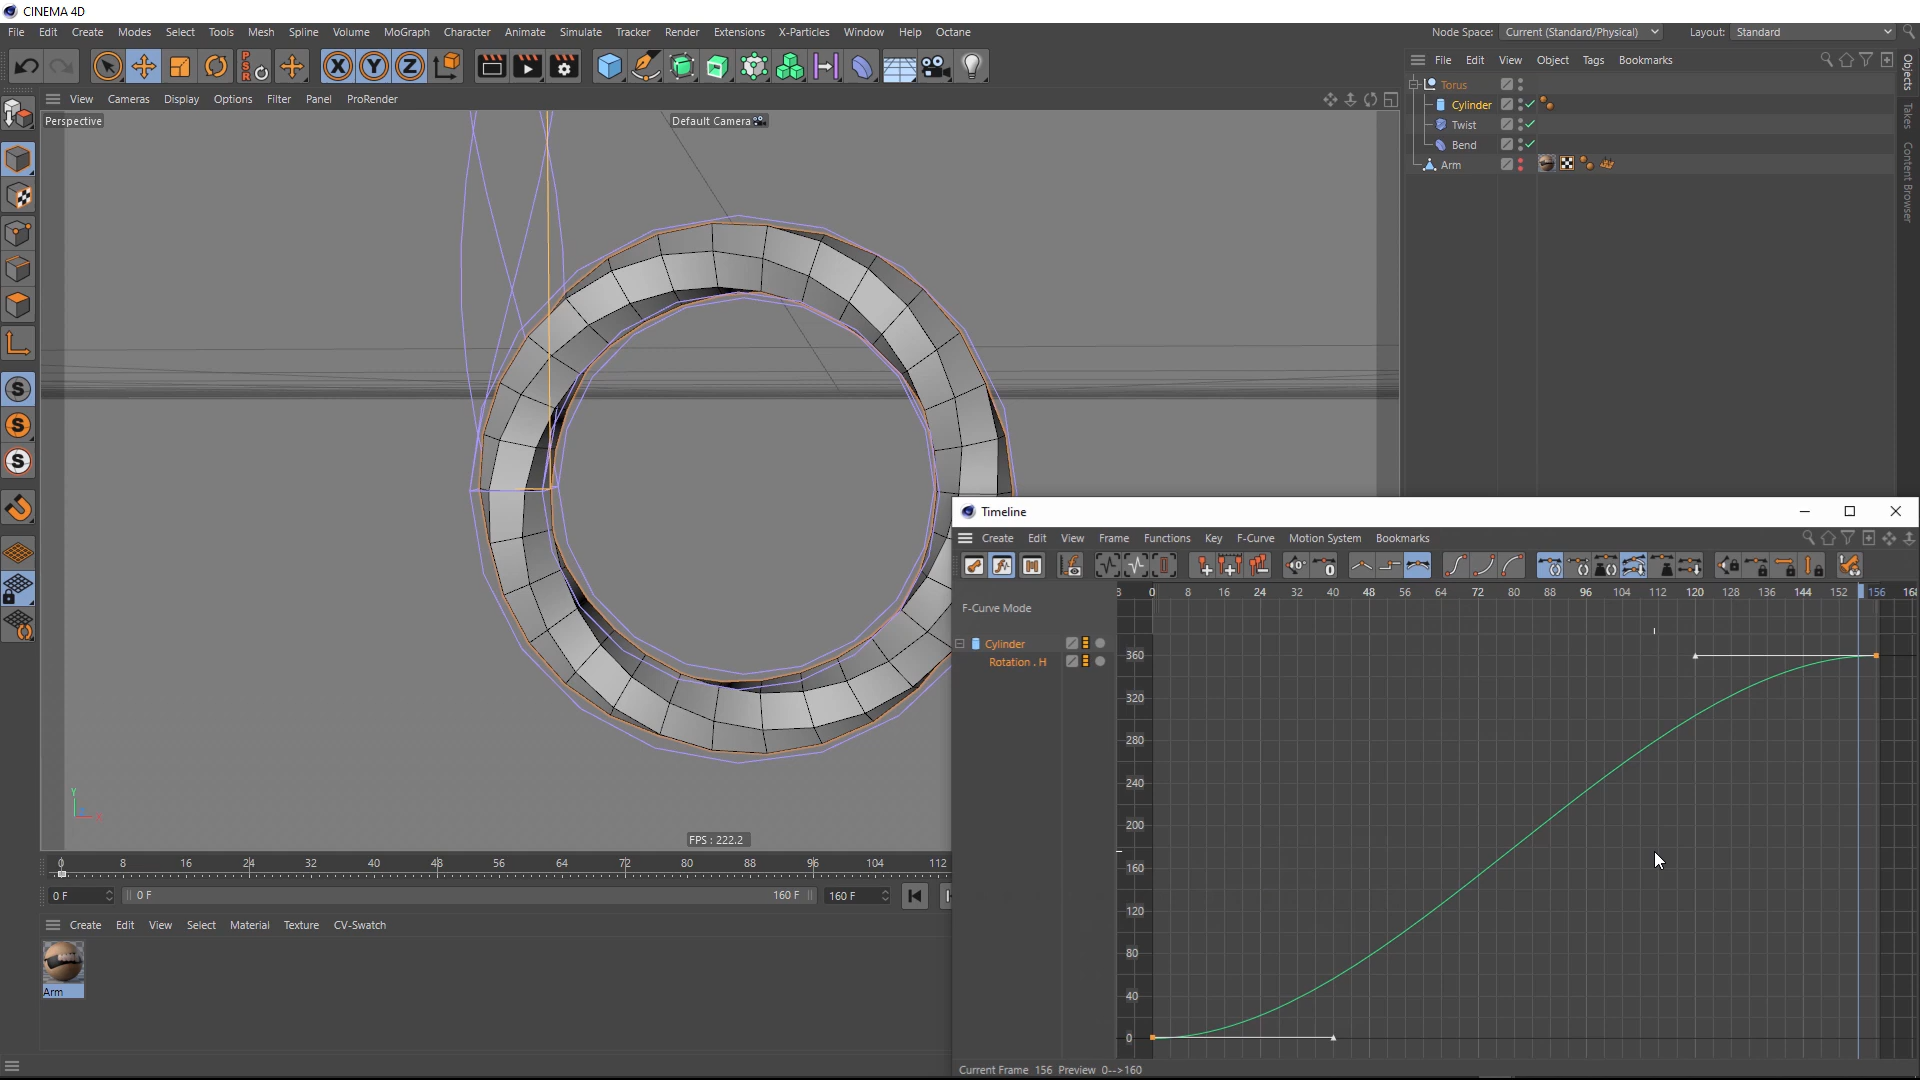 CINEMA 4D
File Edit Create Modes Select Tools Mesh Spline Volume MoGraph Character Animate Simulate Tracker Render Extensions X-Particles Window Help Octane
Node Space: Current (Standard/Physical) Layout: Standard
X Y Z
PSR
File Edit View Object Tags Bookmarks
View Cameras Display Options Filter Panel ProRender
Perspective
Default Camera
Torus
Cylinder
Twist
Bend
Arm
Objects
Takes
Content Browser
S
S
S
Y
X
FPS : 222.2
0 8 16 24 32 40 48 56 64 72 80 88 96 104 112
0 F 0 F 160 F 160 F
Create Edit View Select Material Texture CV-Swatch
Arm
Timeline
Create Edit View Frame Functions Key F-Curve Motion System Bookmarks
F-Curve Mode
Cylinder
Rotation . H
8 0 8 16 24 32 40 48 56 64 72 80 88 96 104 112 120 128 136 144 152 156
360
320
280
240
200
160
120
80
40
0
Current Frame 156 Preview 0-->160